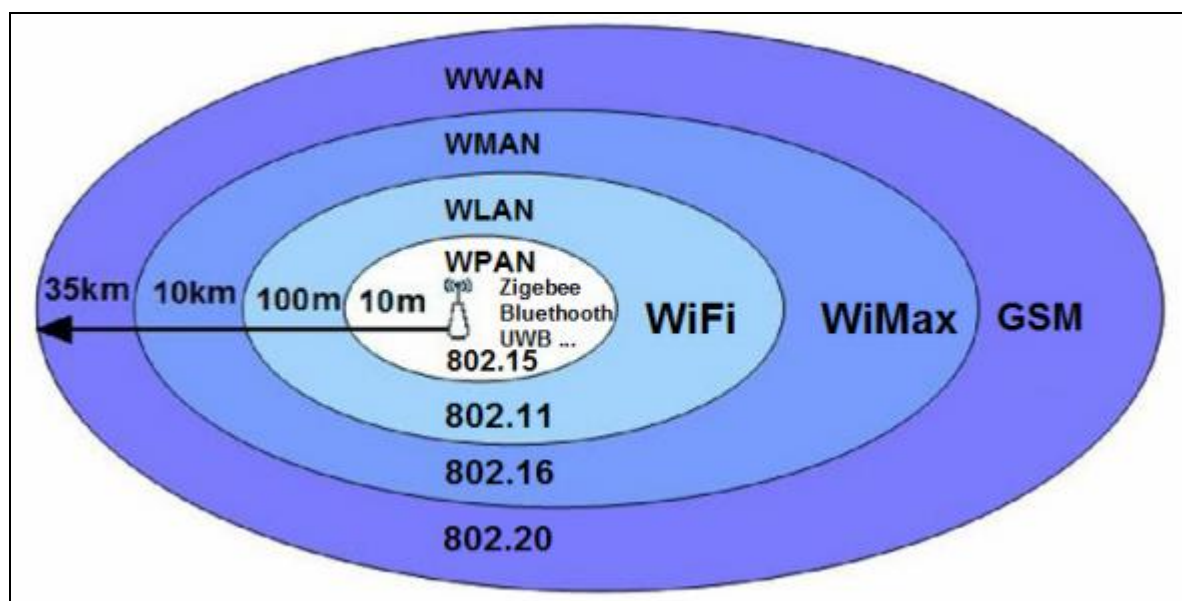 WWAN
WMAN
WLAN
WPAN
35km 10km 100m 10m
Zigebee
Bluethooth
UWB ...
WiFi WiMax GSM
802.15
802.11
802.16
802.20